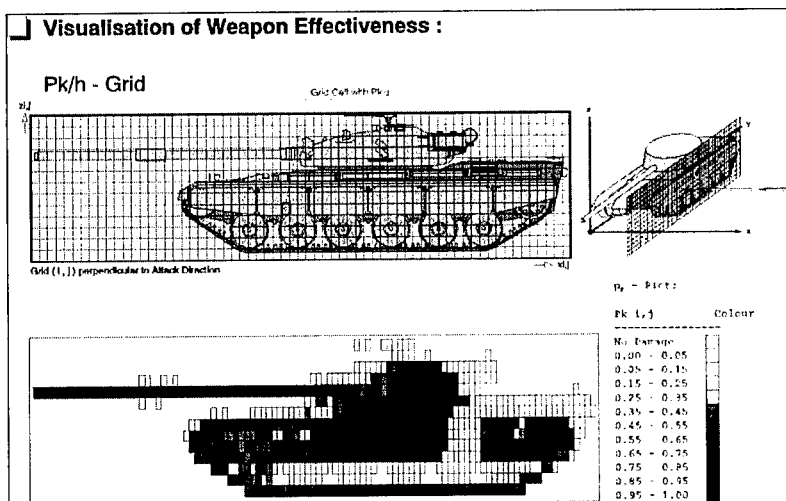 Visualisation of Weapon Effectiveness :
Pk/h - Grid
Grid Cell with Pk
Grid (i, j) perpendicular to Attack Direction
z
y
x
Pk i,j Colour
No Damage
0.00 - 0.05
0.05 - 0.15
0.15 - 0.25
0.25 - 0.35
0.35 - 0.45
0.45 - 0.55
0.55 - 0.65
0.65 - 0.75
0.75 - 0.85
0.85 - 0.95
0.95 - 1.00